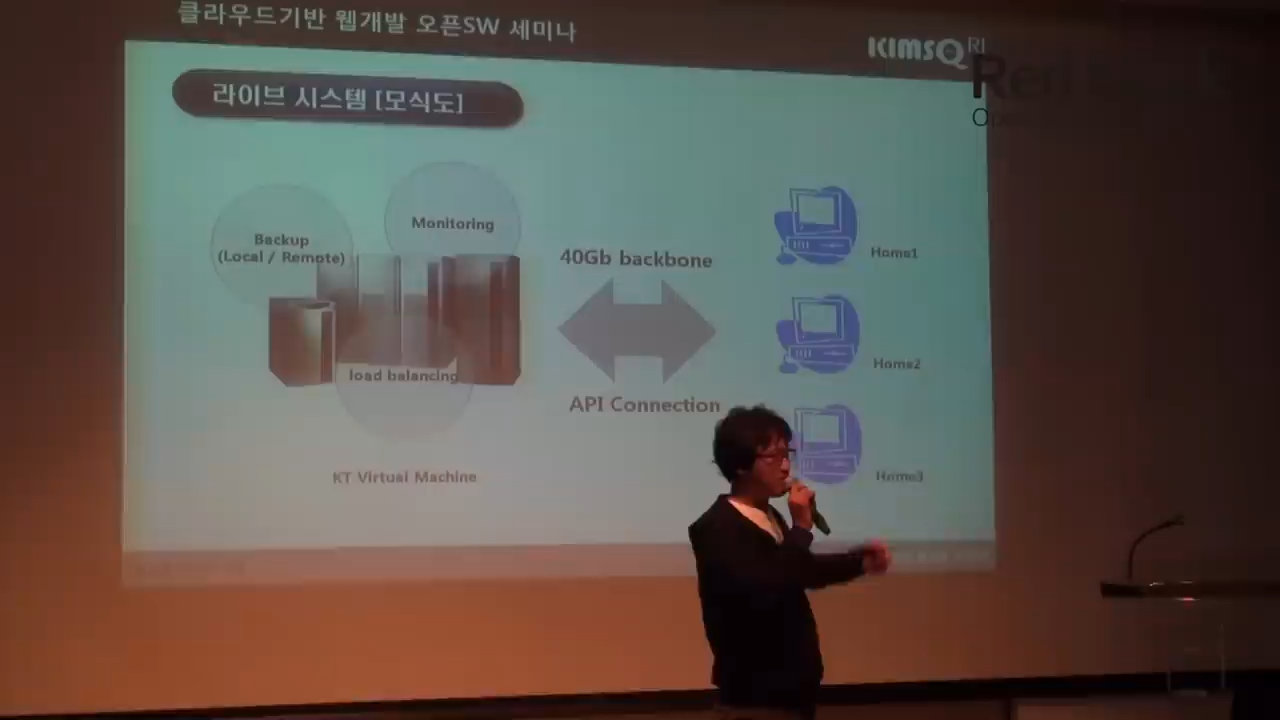 클라우드기반 웹개발 오픈SW 세미나
KIMSQ
라이브 시스템 [모식도]
Monitoring
Backup
(Local / Remote)
40Gb backbone
Home1
Home2
load balancing
API Connection
KT Virtual Machine
Home3